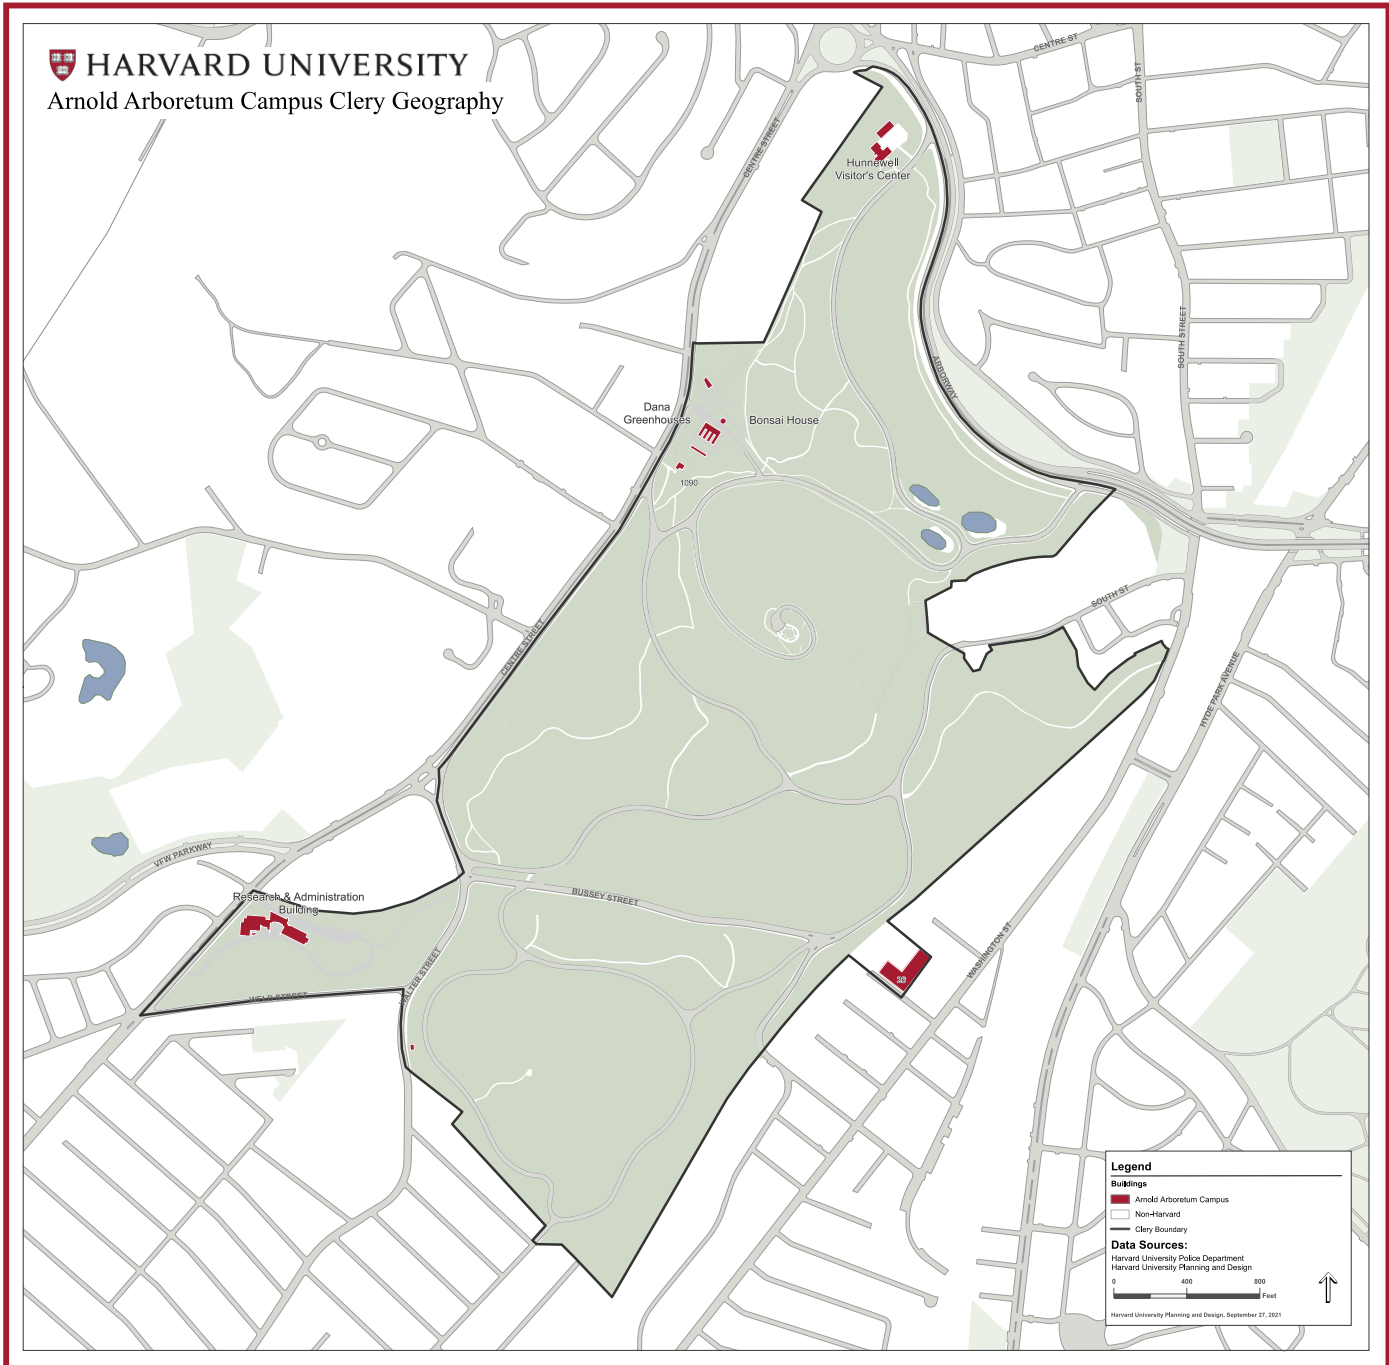 HARVARD UNIVERSITY
Arnold Arboretum Campus Clery Geography
CENTRE ST
SOUTH ST
CENTRE STREET
Hunnewell
Visitor's Center
SOUTH STREET
ARBORWAY
Dana
Greenhouses
Bonsai House
1090
SOUTH ST
CENTRE STREET
HYDE PARK AVENUE
VFW PARKWAY
Research & Administration
Building
BUSSEY STREET
WASHINGTON ST
WALTER STREET
26
WELD STREET
Legend
Buildings
Arnold Arboretum Campus
Non-Harvard
Clery Boundary
Data Sources:
Harvard University Police Department
Harvard University Planning and Design
0 400 800
Feet
Harvard University Planning and Design, September 27, 2021